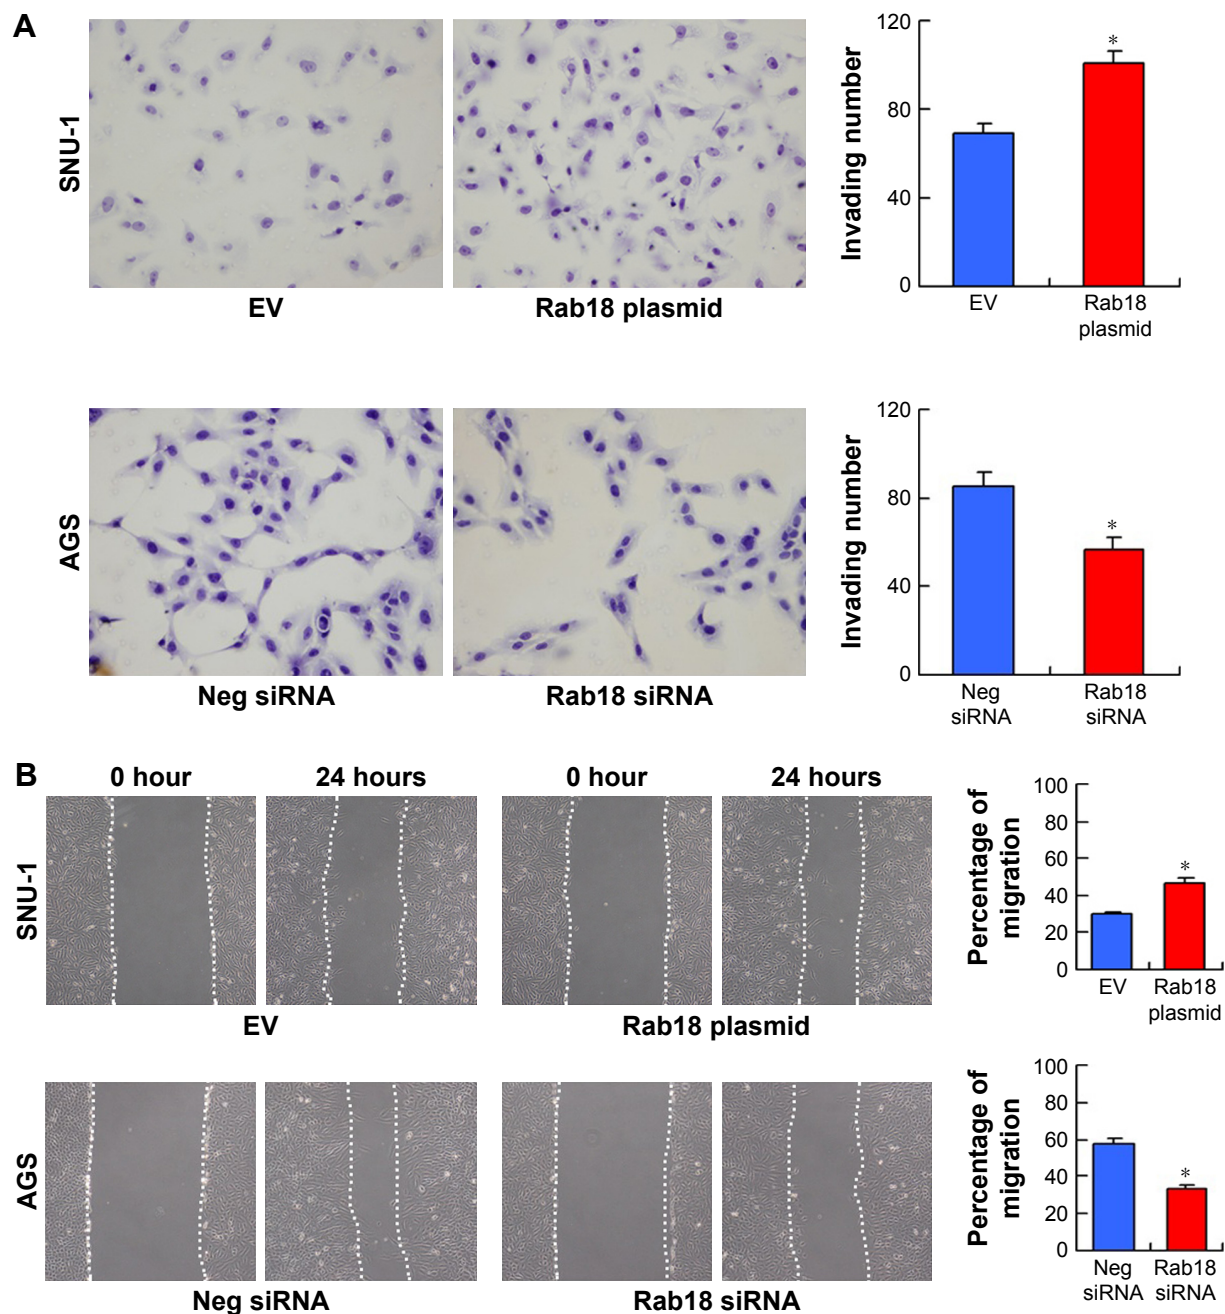 A
SNU-1
EV
Rab18 plasmid
Invading number
120
80
40
0
*
EV
Rab18
plasmid
AGS
Neg siRNA
Rab18 siRNA
Invading number
120
80
40
0
*
Neg
siRNA
Rab18
siRNA
B
0 hour
24 hours
0 hour
24 hours
SNU-1
EV
Rab18 plasmid
Percentage of
migration
100
80
60
40
20
0
*
EV
Rab18
plasmid
AGS
Neg siRNA
Rab18 siRNA
Percentage of
migration
100
80
60
40
20
0
*
Neg
siRNA
Rab18
siRNA